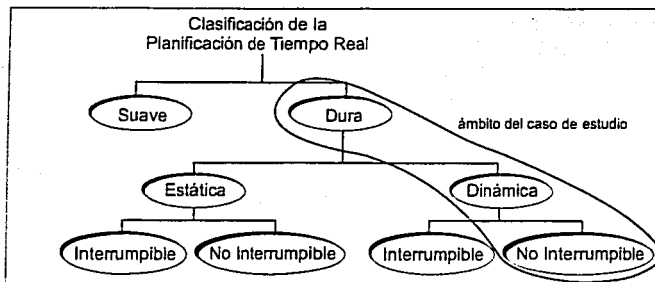 Clasificación de la
Planificación de Tiempo Real
Suave
Dura
ámbito del caso de estudio
Estática
Dinámica
Interrumpible
No Interrumpible
Interrumpible
No Interrumpible